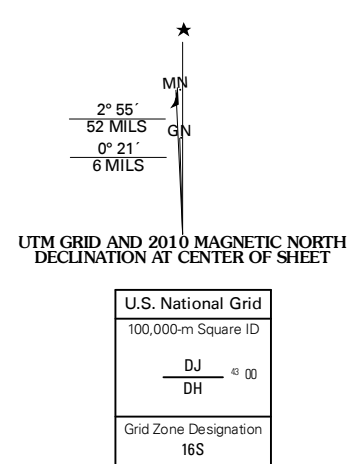 MN
2° 55´
52 MILS
GN
0° 21´
6 MILS
UTM GRID AND 2010 MAGNETIC NORTH
DECLINATION AT CENTER OF SHEET
U.S. National Grid
100,000-m Square ID
DJ
43 00
DH
Grid Zone Designation
16S